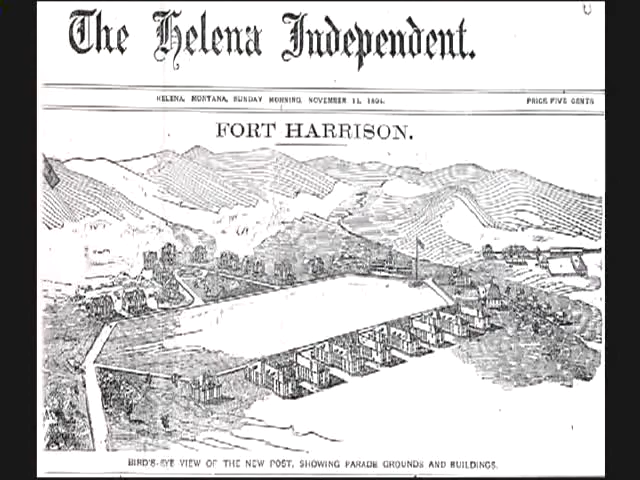 The Helena Independent.
HELENA, MONTANA, SUNDAY MORNING, NOVEMBER 11, 1894. PRICE FIVE CENTS
FORT HARRISON.
BIRD'S-EYE VIEW OF THE NEW POST, SHOWING PARADE GROUNDS AND BUILDINGS.